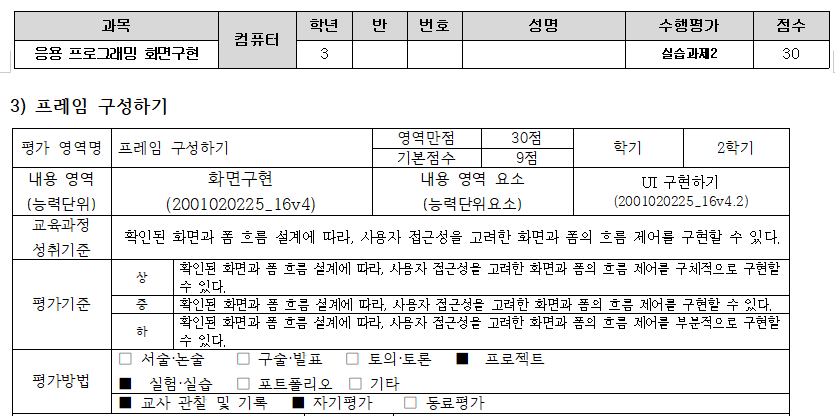 과목 컴퓨터 학년 반 번호 성명 수행평가 점수
응용 프로그래밍 화면구현 3 실습과제2 30
3) 프레임 구성하기
평가 영역명 프레임 구성하기 영역만점 30점 학기 2학기
기본점수 9점
내용 영역 화면구현 내용 영역 요소 UI 구현하기
(능력단위) (2001020225_16v4) (능력단위요소) (2001020225_16v4.2)
교육과정
성취기준 확인된 화면과 폼 흐름 설계에 따라, 사용자 접근성을 고려한 화면과 폼의 흐름 제어를 구현할 수 있다.
평가기준 상 확인된 화면과 폼 흐름 설계에 따라, 사용자 접근성을 고려한 화면과 폼의 흐름 제어를 구체적으로 구현할
수 있다.
중 확인된 화면과 폼 흐름 설계에 따라, 사용자 접근성을 고려한 화면과 폼의 흐름 제어를 구현할 수 있다.
하 확인된 화면과 폼 흐름 설계에 따라, 사용자 접근성을 고려한 화면과 폼의 흐름 제어를 부분적으로 구현할
수 있다.
평가방법 □ 서술·논술 □ 구술·발표 □ 토의·토론 ■ 프로젝트
■ 실험·실습 □ 포트폴리오 □ 기타
■ 교사 관찰 및 기록 ■ 자기평가 □ 동료평가